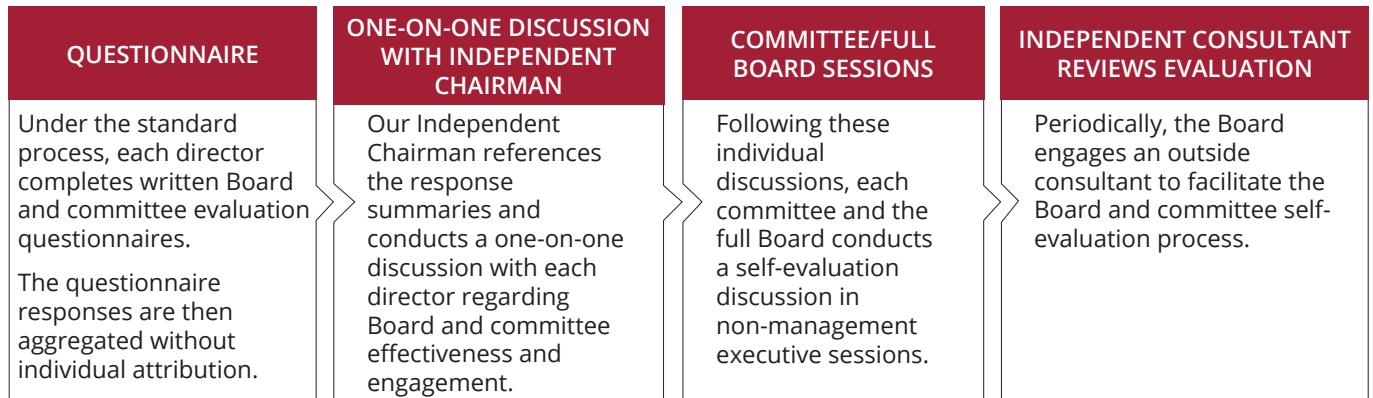 QUESTIONNAIRE
Under the standard
process, each director
completes written Board
and committee evaluation
questionnaires.
The questionnaire
responses are then
aggregated without
individual attribution.
ONE-ON-ONE DISCUSSION
WITH INDEPENDENT
CHAIRMAN
Our Independent
Chairman references
the response
summaries and
conducts a one-on-one
discussion with each
director regarding
Board and committee
effectiveness and
engagement.
COMMITTEE/FULL
BOARD SESSIONS
Following these
individual
discussions, each
committee and the
full Board conducts
a self-evaluation
discussion in
non-management
executive sessions.
INDEPENDENT CONSULTANT
REVIEWS EVALUATION
Periodically, the Board
engages an outside
consultant to facilitate the
Board and committee self-
evaluation process.